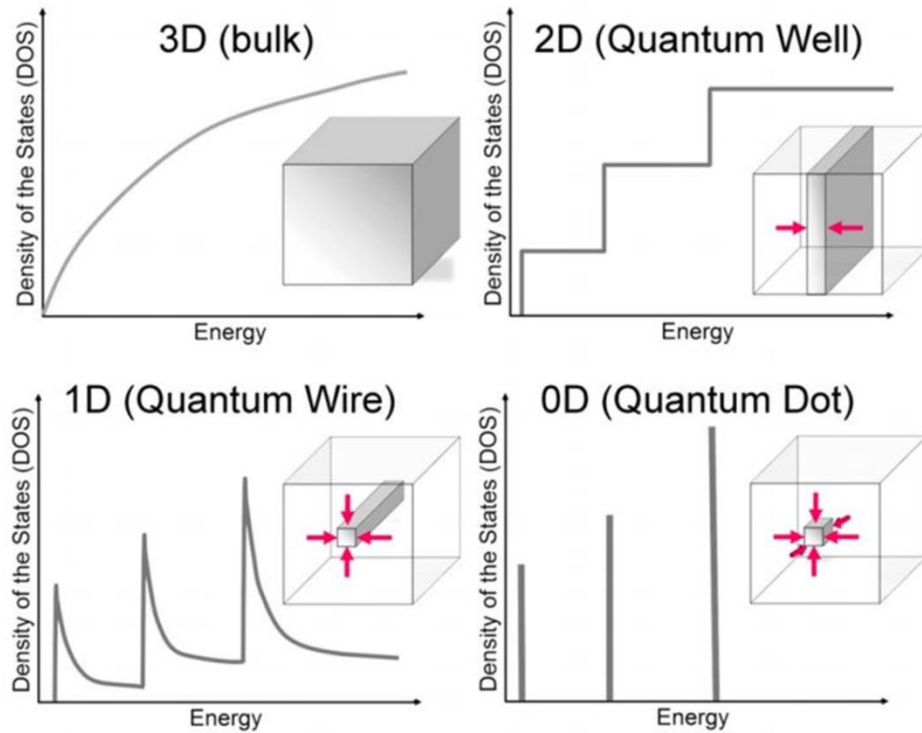 3D (bulk)
Density of the States (DOS)
Energy
2D (Quantum Well)
Density of the States (DOS)
Energy
1D (Quantum Wire)
Density of the States (DOS)
Energy
0D (Quantum Dot)
Density of the States (DOS)
Energy